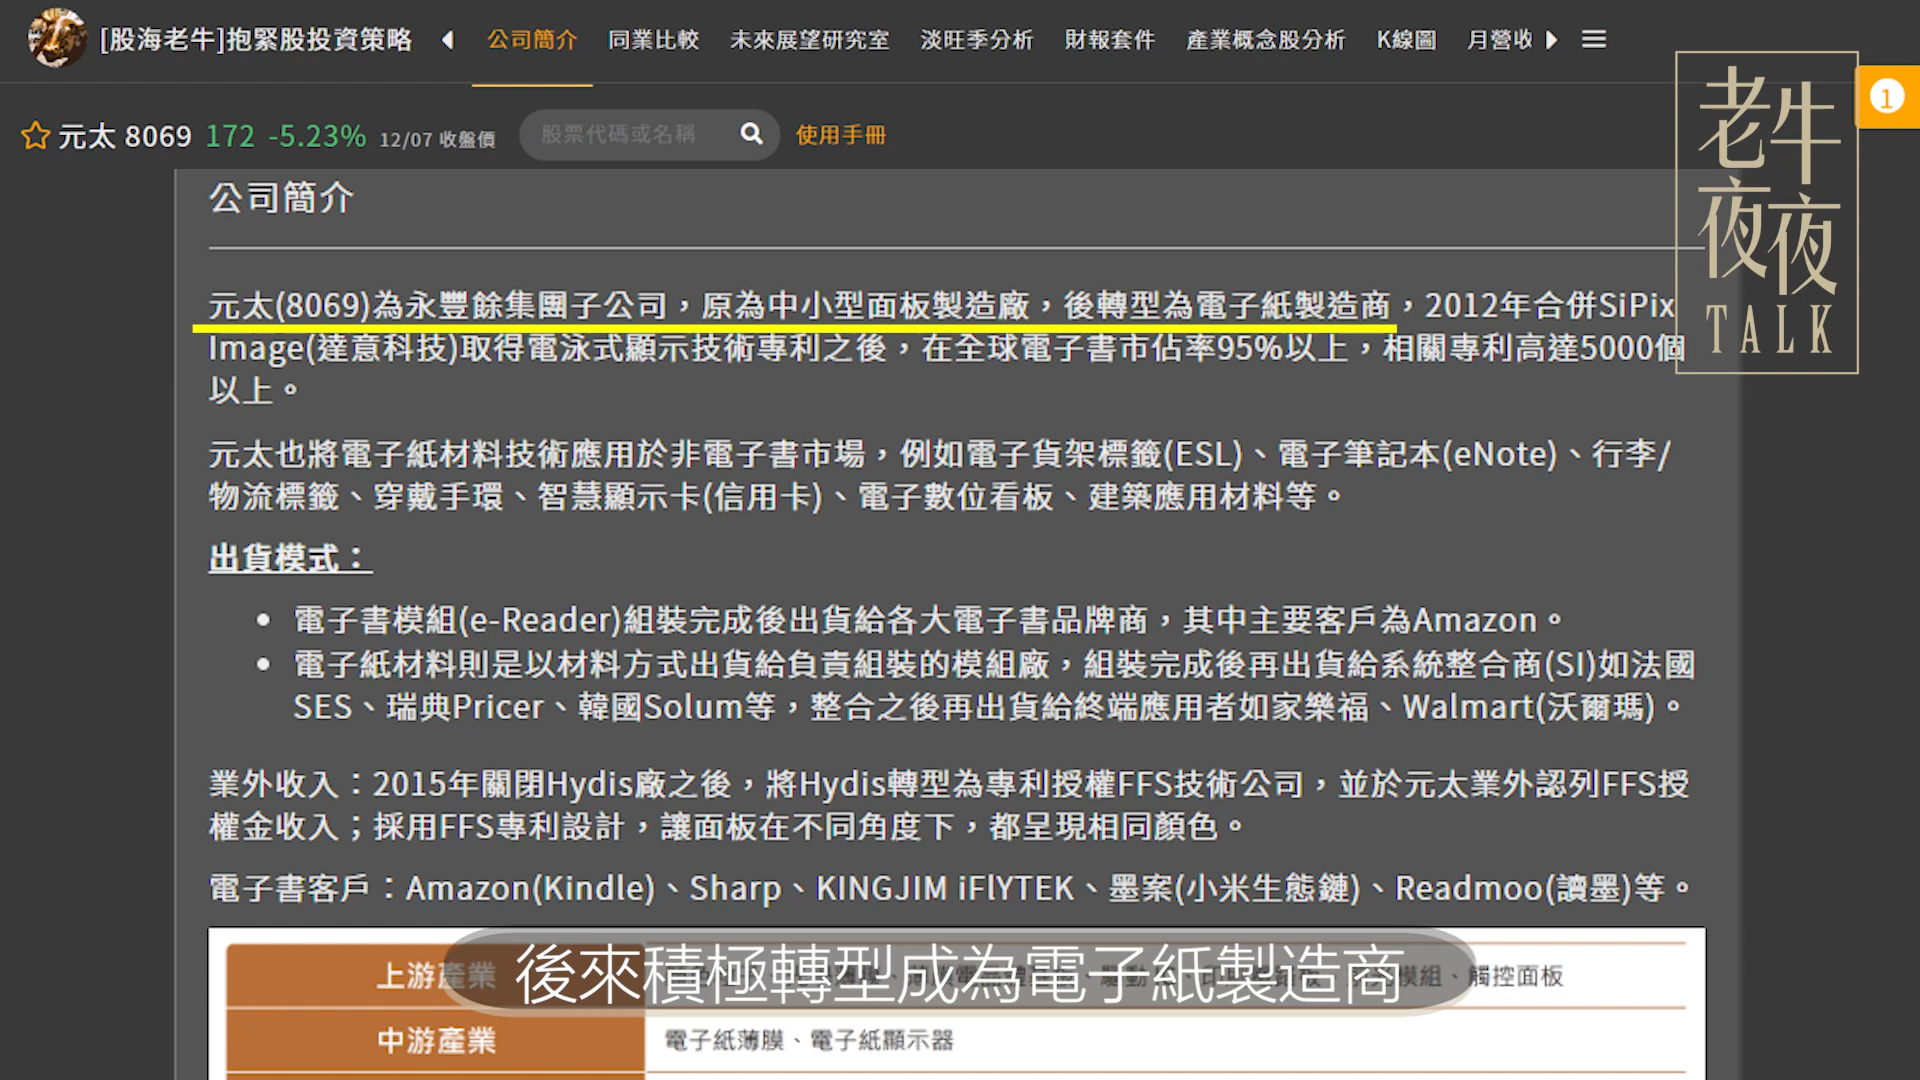 [股海老牛]抱緊股投資策略
公司簡介 同業比較 未來展望研究室 淡旺季分析 財報套件 產業概念股分析 K線圖 月營收
1
老牛
夜夜
TALK
元太 8069 172 -5.23% 12/07 收盤價 股票代碼或名稱 使用手冊
公司簡介
元太(8069)為永豐餘集團子公司，原為中小型面板製造廠，後轉型為電子紙製造商，2012年合併SiPix
Image(達意科技)取得電泳式顯示技術專利之後，在全球電子書市佔率95%以上，相關專利高達5000個
以上。
元太也將電子紙材料技術應用於非電子書市場，例如電子貨架標籤(ESL)、電子筆記本(eNote)、行李/
物流標籤、穿戴手環、智慧顯示卡(信用卡)、電子數位看板、建築應用材料等。
出貨模式：
電子書模組(e-Reader)組裝完成後出貨給各大電子書品牌商，其中主要客戶為Amazon。
電子紙材料則是以材料方式出貨給負責組裝的模組廠，組裝完成後再出貨給系統整合商(SI)如法國
SES、瑞典Pricer、韓國Solum等，整合之後再出貨給終端應用者如家樂福、Walmart(沃爾瑪)。
業外收入：2015年關閉Hydis廠之後，將Hydis轉型為專利授權FFS技術公司，並於元太業外認列FFS授
權金收入；採用FFS專利設計，讓面板在不同角度下，都呈現相同顏色。
電子書客戶：Amazon(Kindle)、Sharp、KINGJIM iFlYTEK、墨案(小米生態鏈)、Readmoo(讀墨)等。
上游產業 模組、觸控面板
後來積極轉型成為電子紙製造商
中游產業 電子紙薄膜、電子紙顯示器